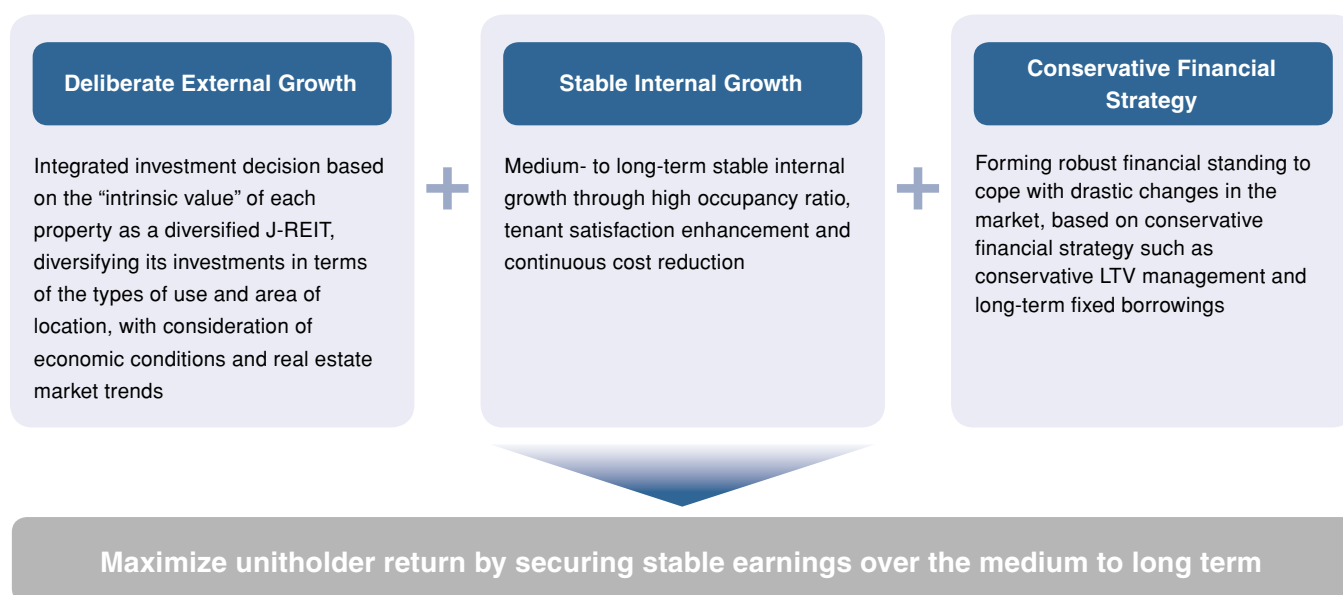 Deliberate External Growth
Integrated investment decision based
on the “intrinsic value” of each
property as a diversified J-REIT,
diversifying its investments in terms
of the types of use and area of
location, with consideration of
economic conditions and real estate
market trends
+
Stable Internal Growth
Medium- to long-term stable internal
growth through high occupancy ratio,
tenant satisfaction enhancement and
continuous cost reduction
+
Conservative Financial
Strategy
Forming robust financial standing to
cope with drastic changes in the
market, based on conservative
financial strategy such as
conservative LTV management and
long-term fixed borrowings
Maximize unitholder return by securing stable earnings over the medium to long term